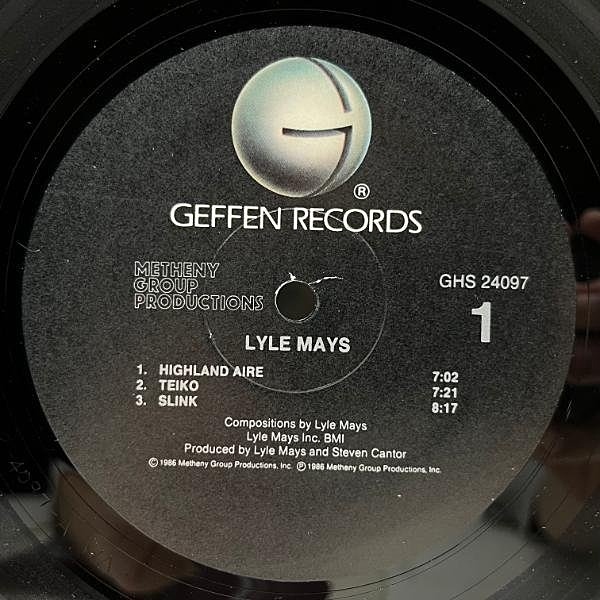 G
®
GEFFEN RECORDS
METHENY
GROUP
PRODUCTIONS
GHS 24097
1
LYLE MAYS
1. HIGHLAND AIRE 7:02
2. TEIKO 7:21
3. SLINK 8:17
Compositions by Lyle Mays
Lyle Mays Inc. BMI
Produced by Lyle Mays and Steven Cantor
© 1986 Metheny Group Productions, Inc. ℗ 1986 Metheny Group Productions, Inc.